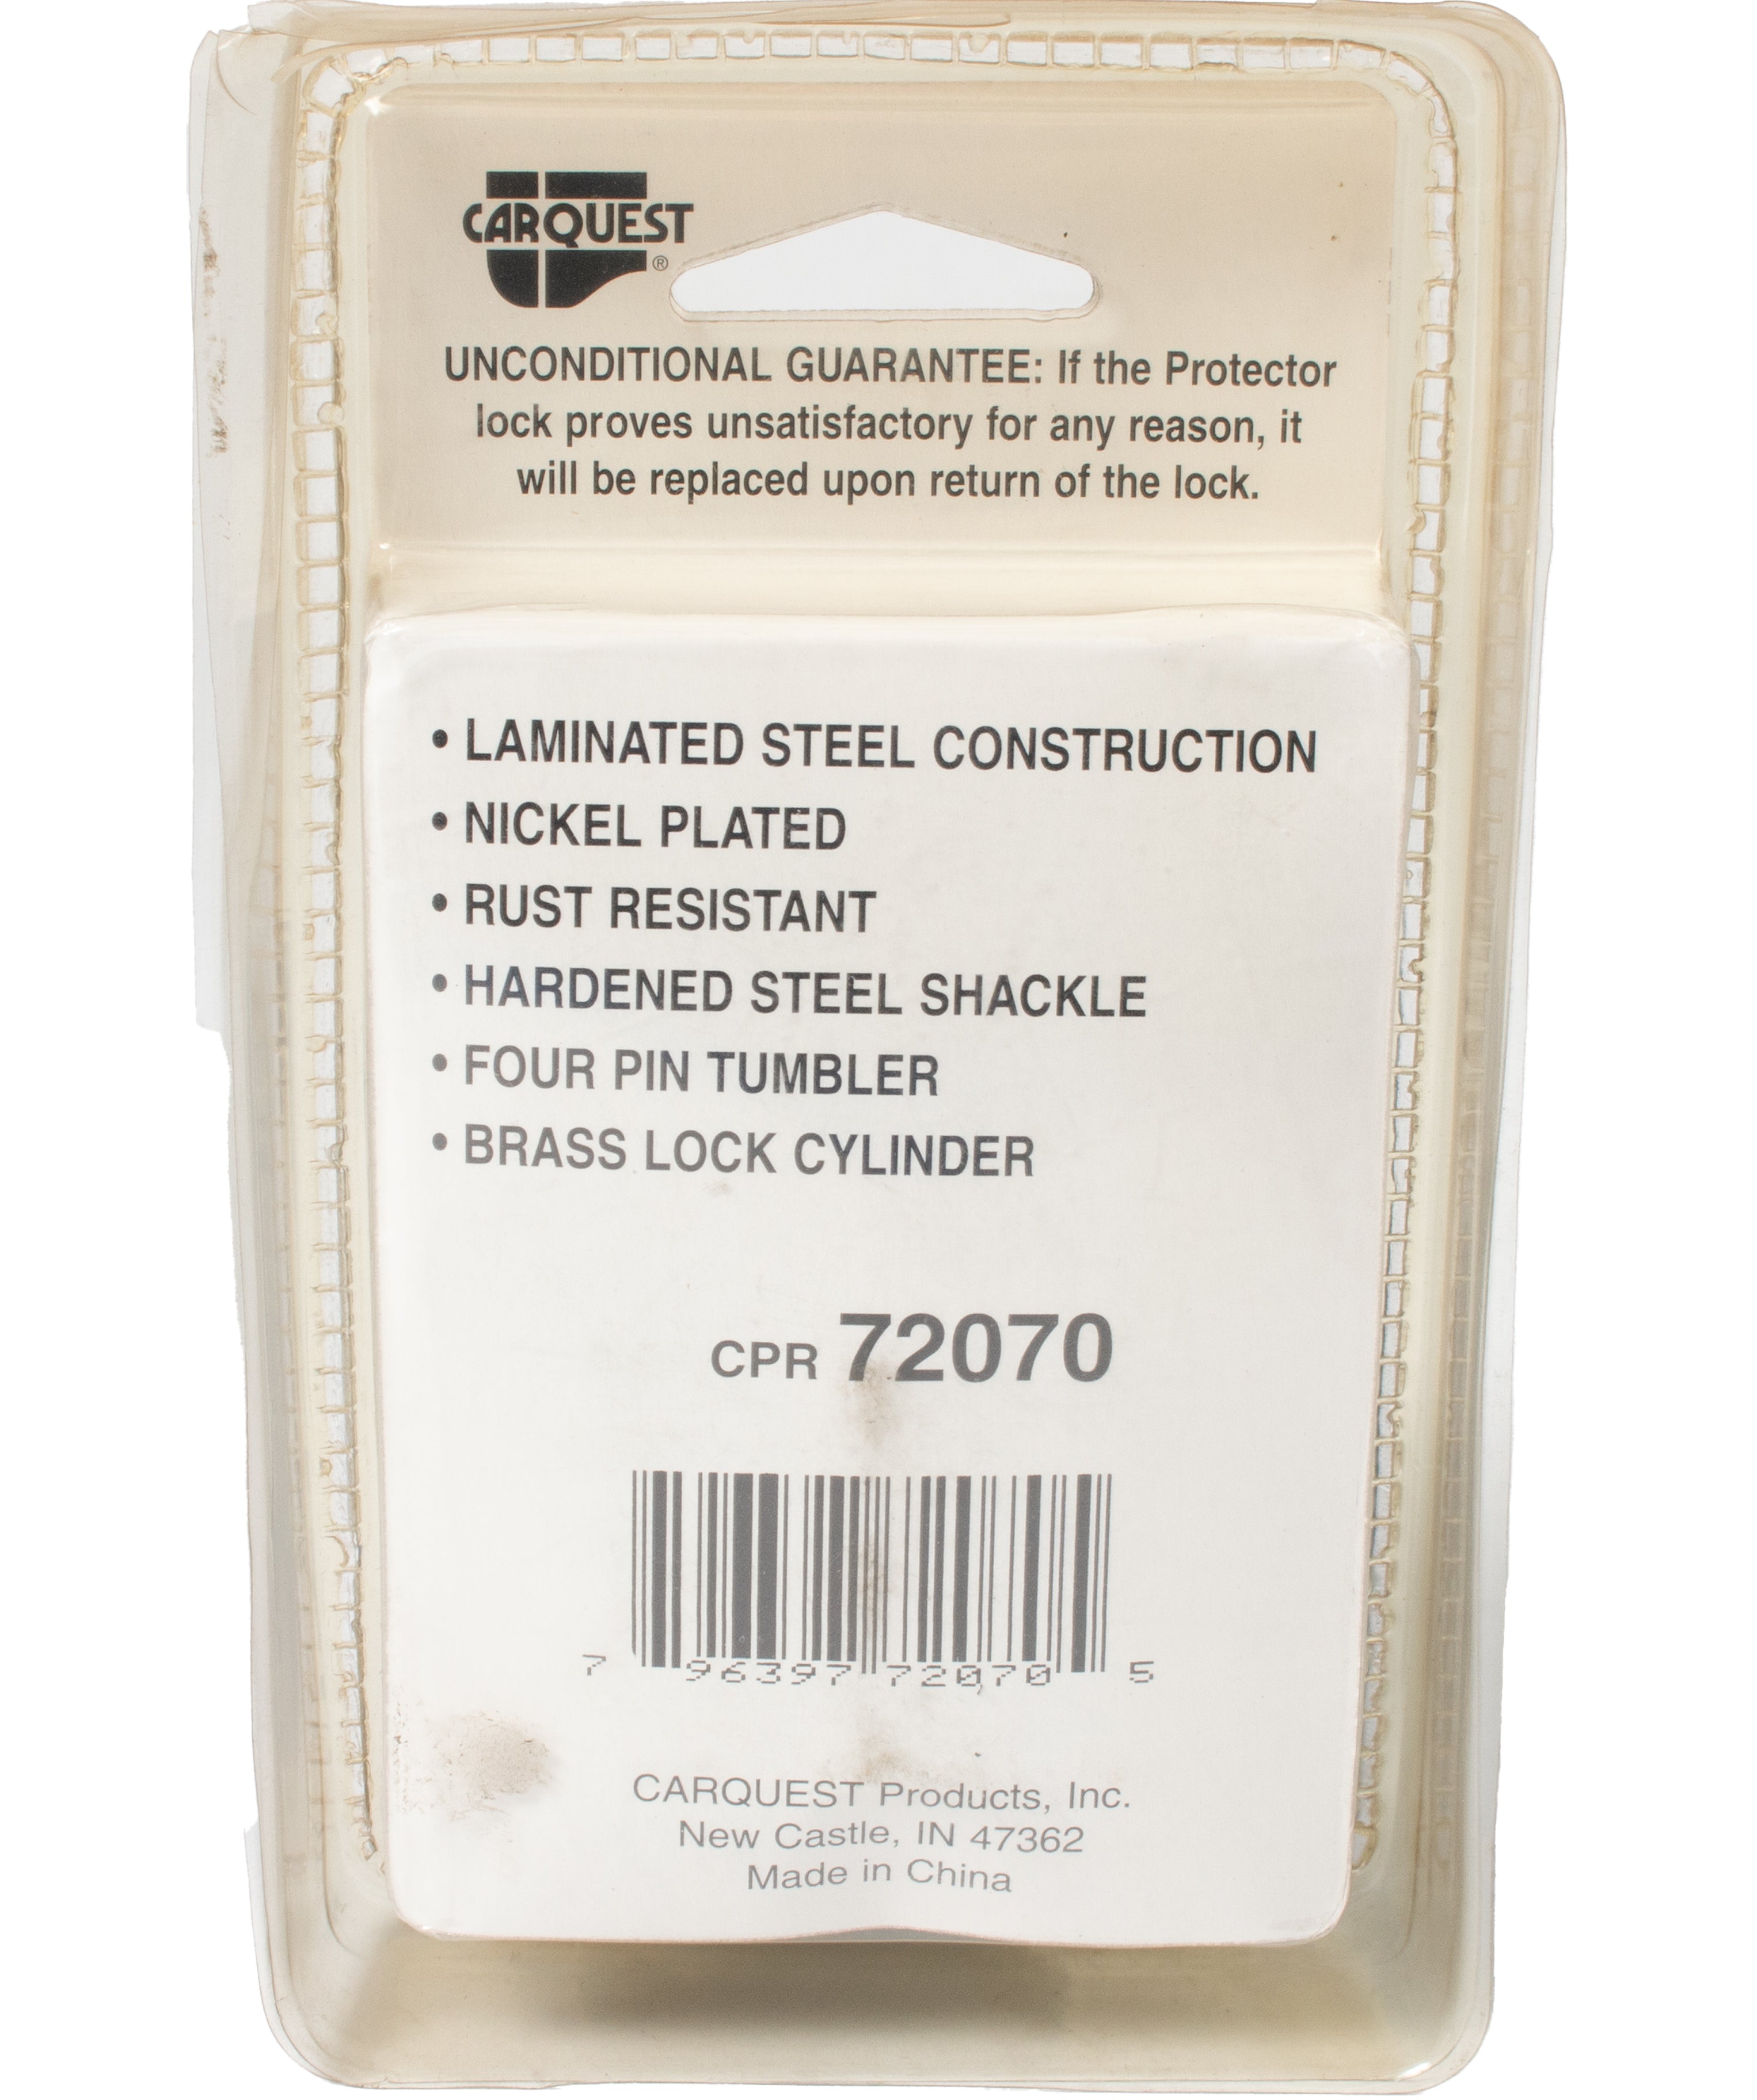 CARQUEST
®
UNCONDITIONAL GUARANTEE: If the Protector
lock proves unsatisfactory for any reason, it
will be replaced upon return of the lock.
• LAMINATED STEEL CONSTRUCTION
• NICKEL PLATED
• RUST RESISTANT
• HARDENED STEEL SHACKLE
• FOUR PIN TUMBLER
• BRASS LOCK CYLINDER
CPR 72070
7 96397 72070 5
CARQUEST Products, Inc.
New Castle, IN 47362
Made in China